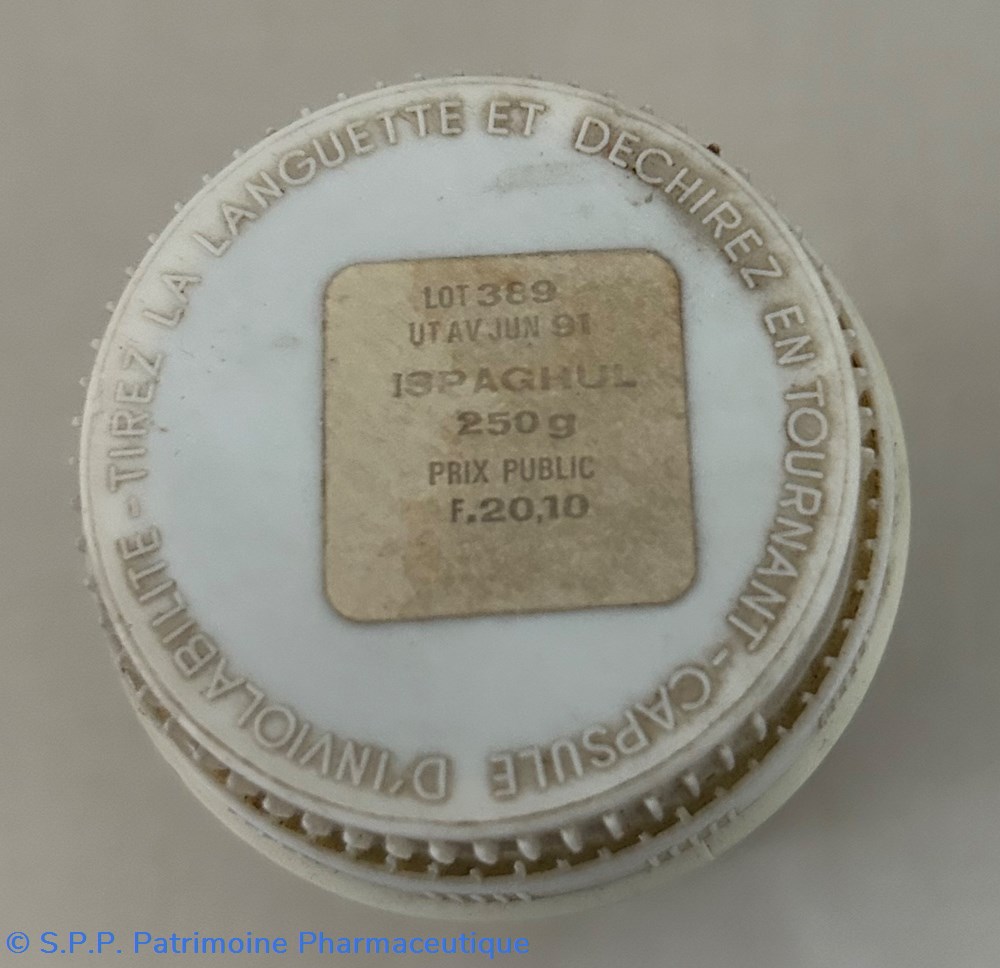 TIREZ LA LANGUETTE ET DECHIREZ EN TOURNANT - CAPSULE D'INVIOLABILITE -
LOT 389
UT AV JUN 91
ISPAGHUL
250 g
PRIX PUBLIC
F.20,10
© S.P.P. Patrimoine Pharmaceutique